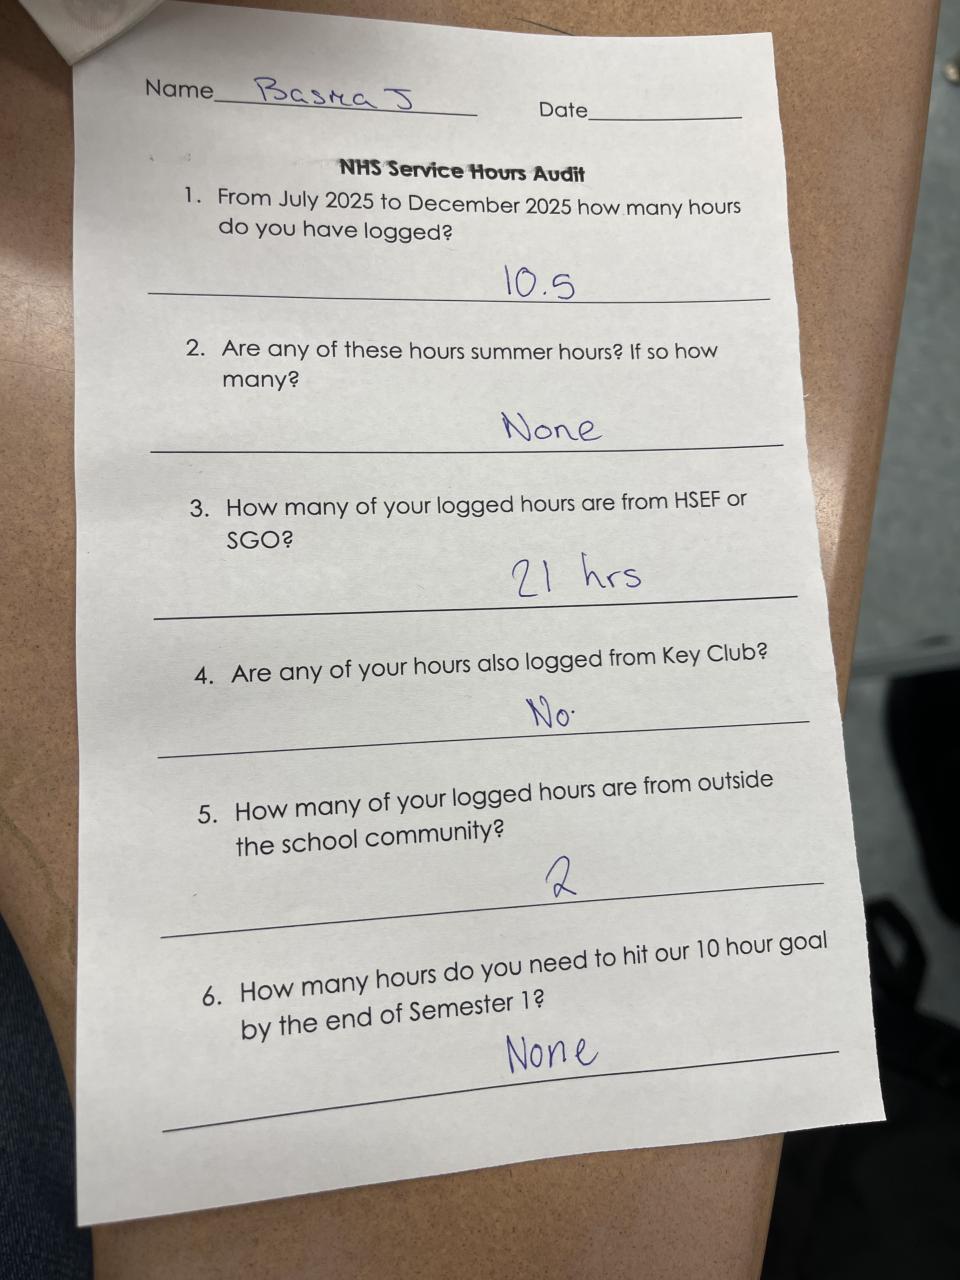 Name Basma J Date
NHS Service Hours Audit
1. From July 2025 to December 2025 how many hours
do you have logged?
10.5
2. Are any of these hours summer hours? If so how
many?
None
3. How many of your logged hours are from HSEF or
SGO?
21 hrs
4. Are any of your hours also logged from Key Club?
No.
5. How many of your logged hours are from outside
the school community?
2
6. How many hours do you need to hit our 10 hour goal
by the end of Semester 1?
None